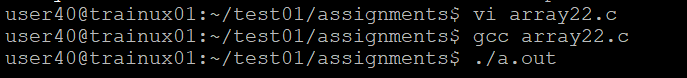 user40@trainux01:~/test01/assignments$ vi array22.c
user40@trainux01:~/test01/assignments$ gcc array22.c
user40@trainux01:~/test01/assignments$ ./a.out